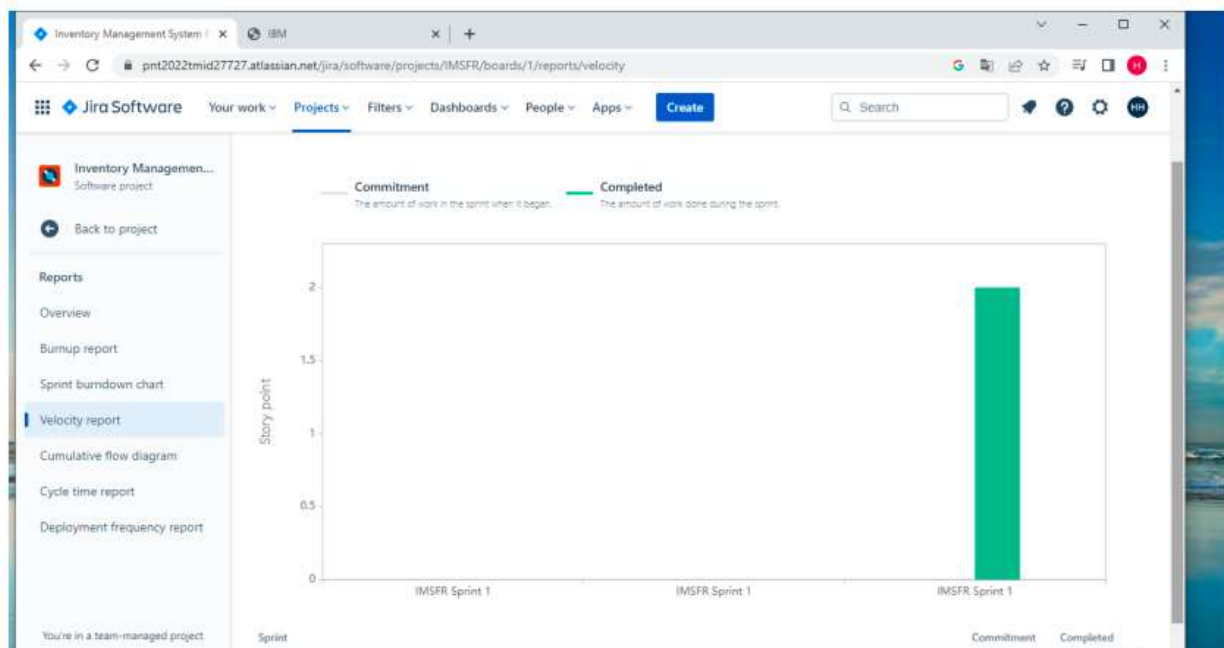 Inventory Management System
IBM
pnt2022tmid27727.atlassian.net/jira/software/projects/IMSFR/boards/1/reports/velocity
G
H
Jira Software Your work Projects Filters Dashboards People Apps Create Search HH
Inventory Managemen...
Software project
Back to project
Reports
Overview
Burnup report
Sprint burndown chart
Velocity report
Cumulative flow diagram
Cycle time report
Deployment frequency report
You're in a team-managed project
Commitment
The amount of work in the sprint when it began.
Completed
The amount of work done during the sprint.
Story point
2
1.5
1
0.5
0
IMSFR Sprint 1 IMSFR Sprint 1 IMSFR Sprint 1
Sprint Commitment Completed